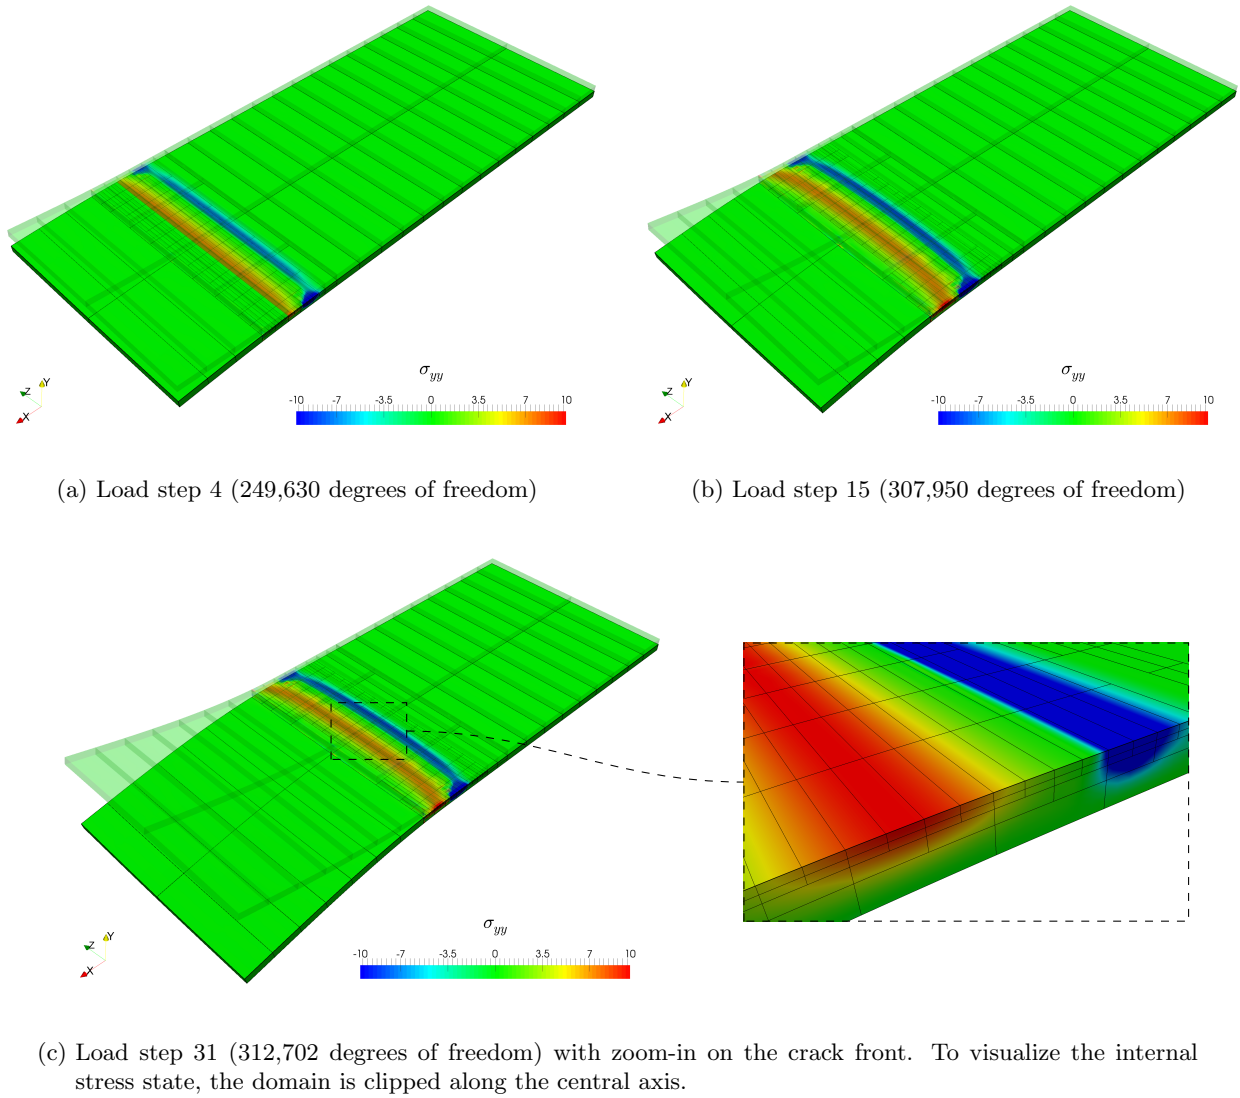 Y
Z
X
σyy
-10 -7 -3.5 0 3.5 7 10
(a) Load step 4 (249,630 degrees of freedom)
Y
Z
X
σyy
-10 -7 -3.5 0 3.5 7 10
(b) Load step 15 (307,950 degrees of freedom)
Y
Z
X
σyy
-10 -7 -3.5 0 3.5 7 10
(c) Load step 31 (312,702 degrees of freedom) with zoom-in on the crack front. To visualize the internal
stress state, the domain is clipped along the central axis.